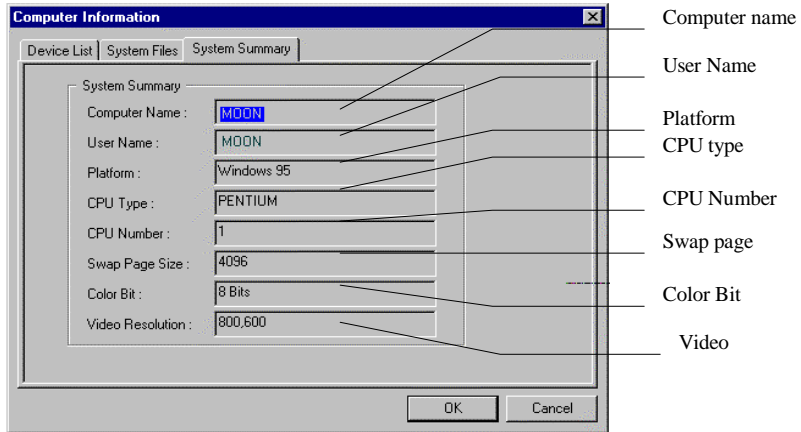 Computer Information
Device List System Files System Summary
System Summary
Computer Name : MOON
User Name : MOON
Platform : Windows 95
CPU Type : PENTIUM
CPU Number : 1
Swap Page Size : 4096
Color Bit : 8 Bits
Video Resolution : 800,600
OK Cancel
Computer name
User Name
Platform
CPU type
CPU Number
Swap page
Color Bit
Video